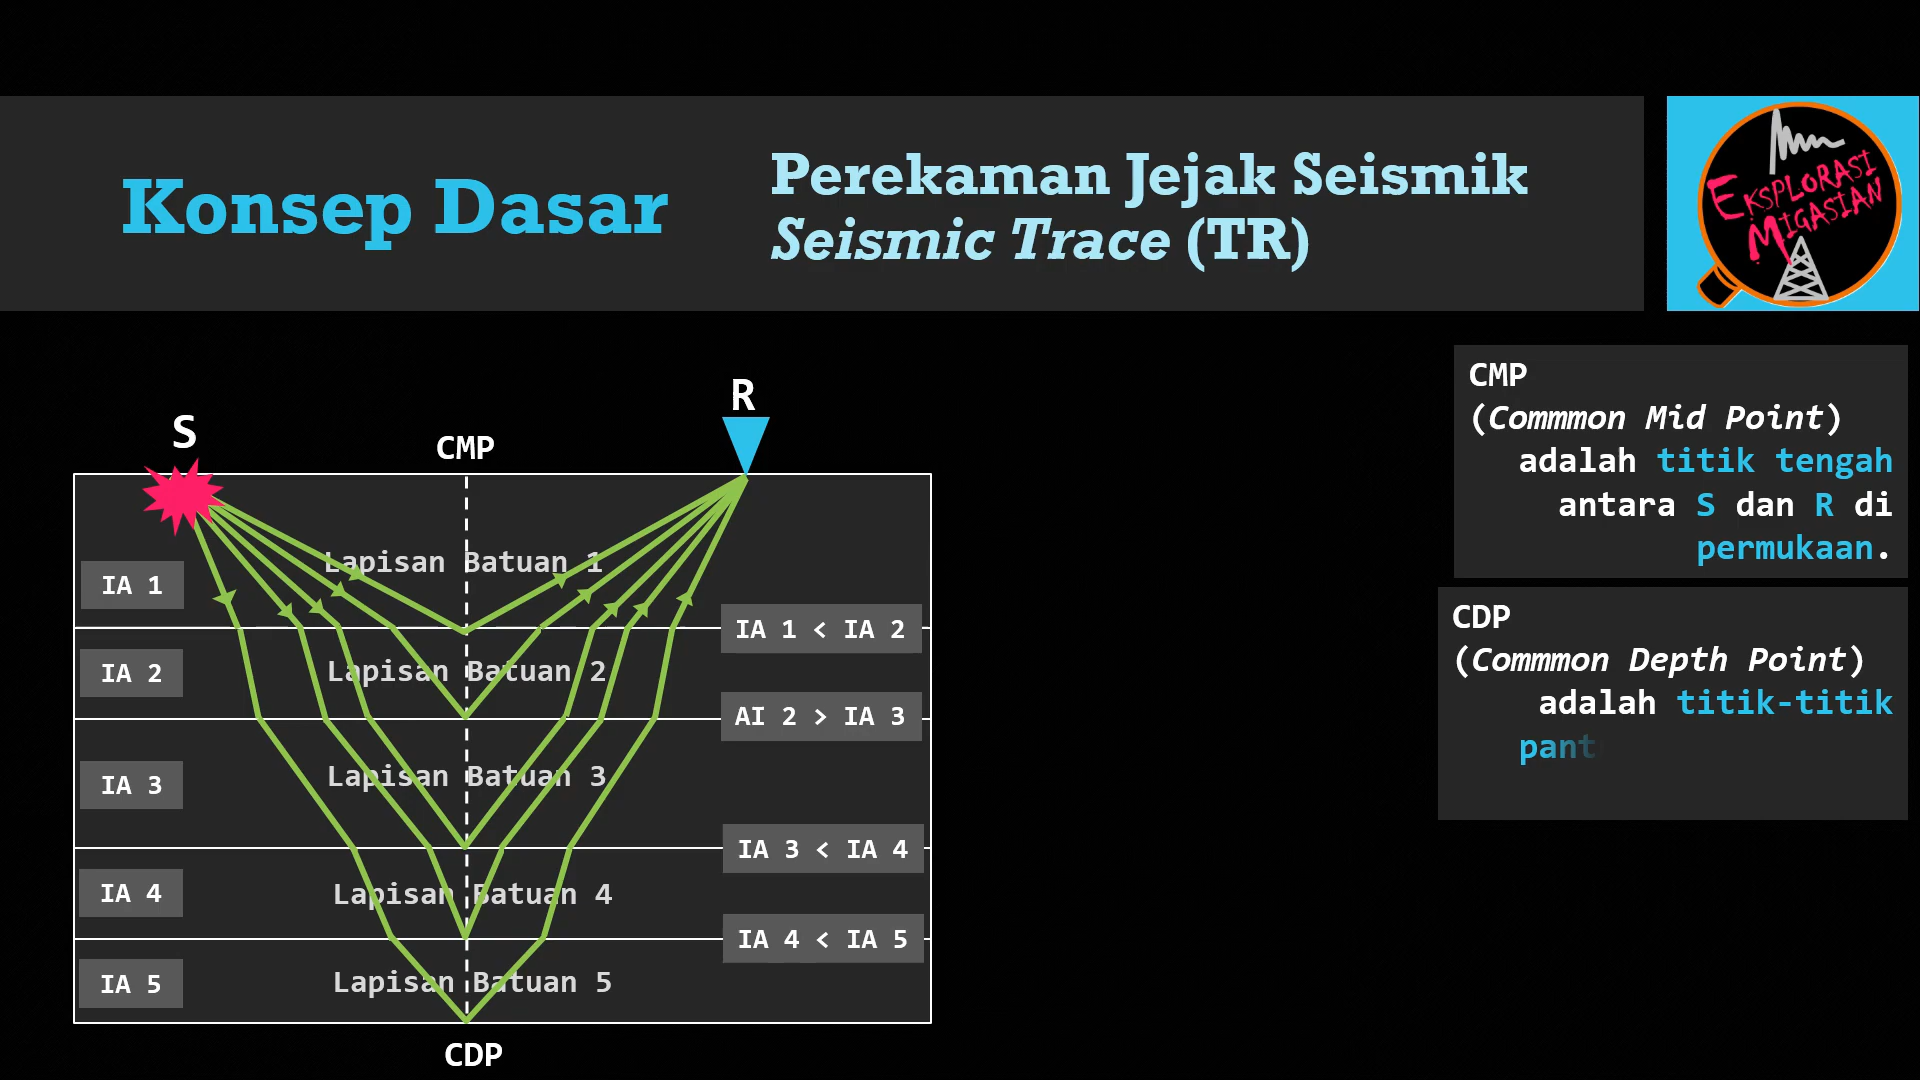 Konsep Dasar
Perekaman Jejak Seismik
Seismic Trace (TR)
EKSPLORASI
MIGASIAN
S
R
CMP
Lapisan Batuan 1
IA 1
IA 1 < IA 2
Lapisan Batuan 2
IA 2
AI 2 > IA 3
Lapisan Batuan 3
IA 3
IA 3 < IA 4
Lapisan Batuan 4
IA 4
IA 4 < IA 5
Lapisan Batuan 5
IA 5
CDP
CMP
(Commmon Mid Point)
adalah titik tengah
antara S dan R di
permukaan.
CDP
(Commmon Depth Point)
adalah titik-titik
pant